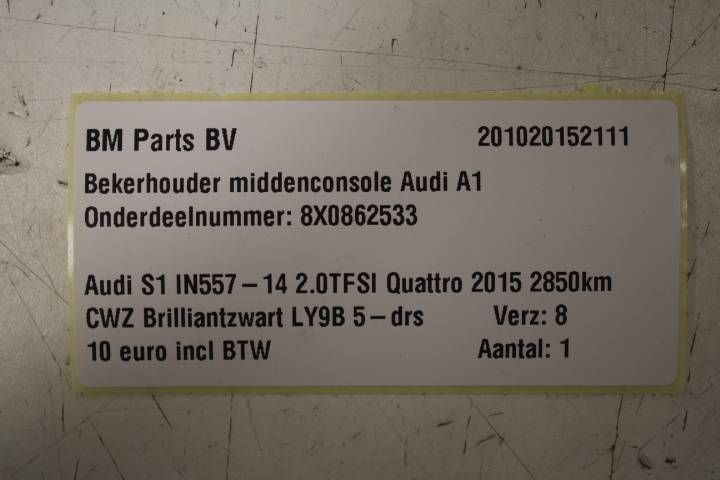 BM Parts BV 201020152111
Bekerhouder middenconsole Audi A1
Onderdeelnummer: 8X0862533
Audi S1 IN557-14 2.0TFSI Quattro 2015 2850km
CWZ Brilliantzwart LY9B 5-drs Verz: 8
10 euro incl BTW Aantal: 1